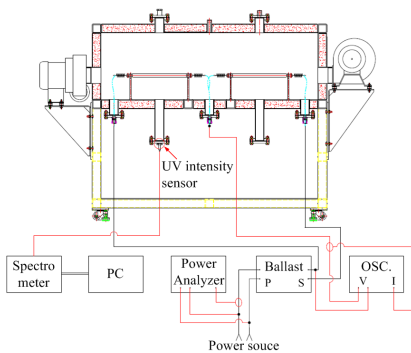 UV intensity
sensor
Spectro
meter
PC
Power
Analyzer
Ballast
P S
OSC.
V I
Power souce